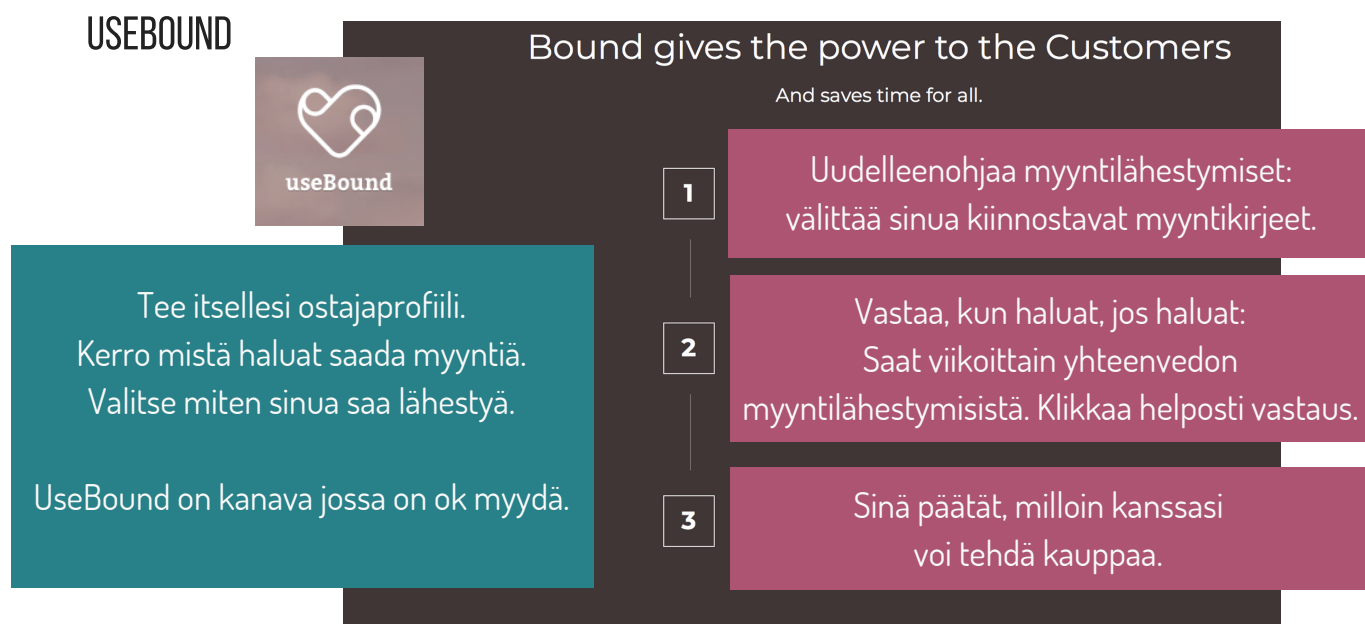 USEBOUND
useBound
Bound gives the power to the Customers
And saves time for all.
Tee itsellesi ostajaprofiili.
Kerro mistä haluat saada myyntiä.
Valitse miten sinua saa lähestyä.
UseBound on kanava jossa on ok myydä.
1
Uudelleenohjaa myyntilähestymiset:
välittää sinua kiinnostavat myyntikirjeet.
2
Vastaa, kun haluat, jos haluat:
Saat viikoittain yhteenvedon
myyntilähestymisistä. Klikkaa helposti vastaus.
3
Sinä päätät, milloin kanssasi
voi tehdä kauppaa.